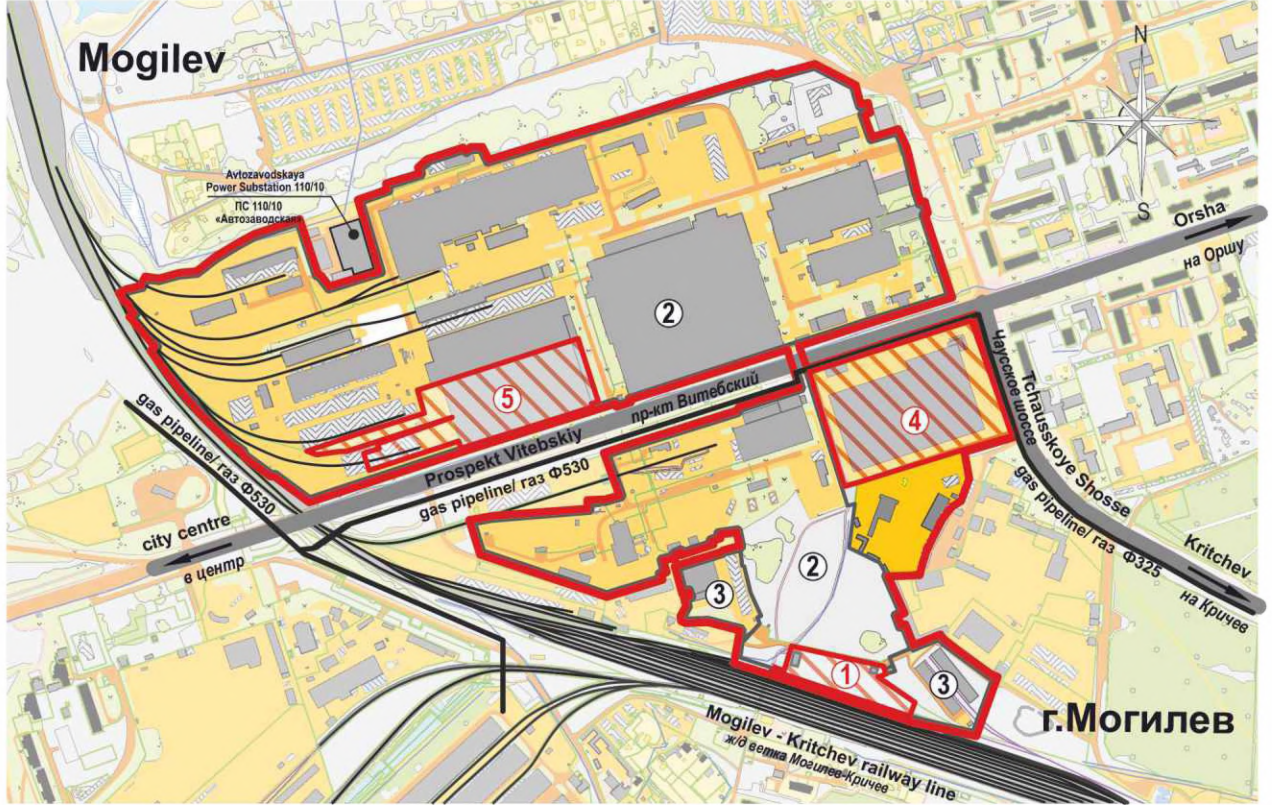 Mogilev
N
S
Avtozavodskaya
Power Substation 110/10
ПС 110/10
«Автозаводская»
Orsha
на Оршу
2
5
4
Prospekt Vitebskiy
пр-кт Витебский
gas pipeline/ газ Ф530
gas pipeline/ газ Ф530
Чаусское шоссе
Tchausskoye Shosse
gas pipeline/ газ Ф325
city centre
в центр
Kritchev
на Кричев
2
3
1
3
г.Могилев
Mogilev - Kritchev railway line
ж/д ветка Могилев-Кричев